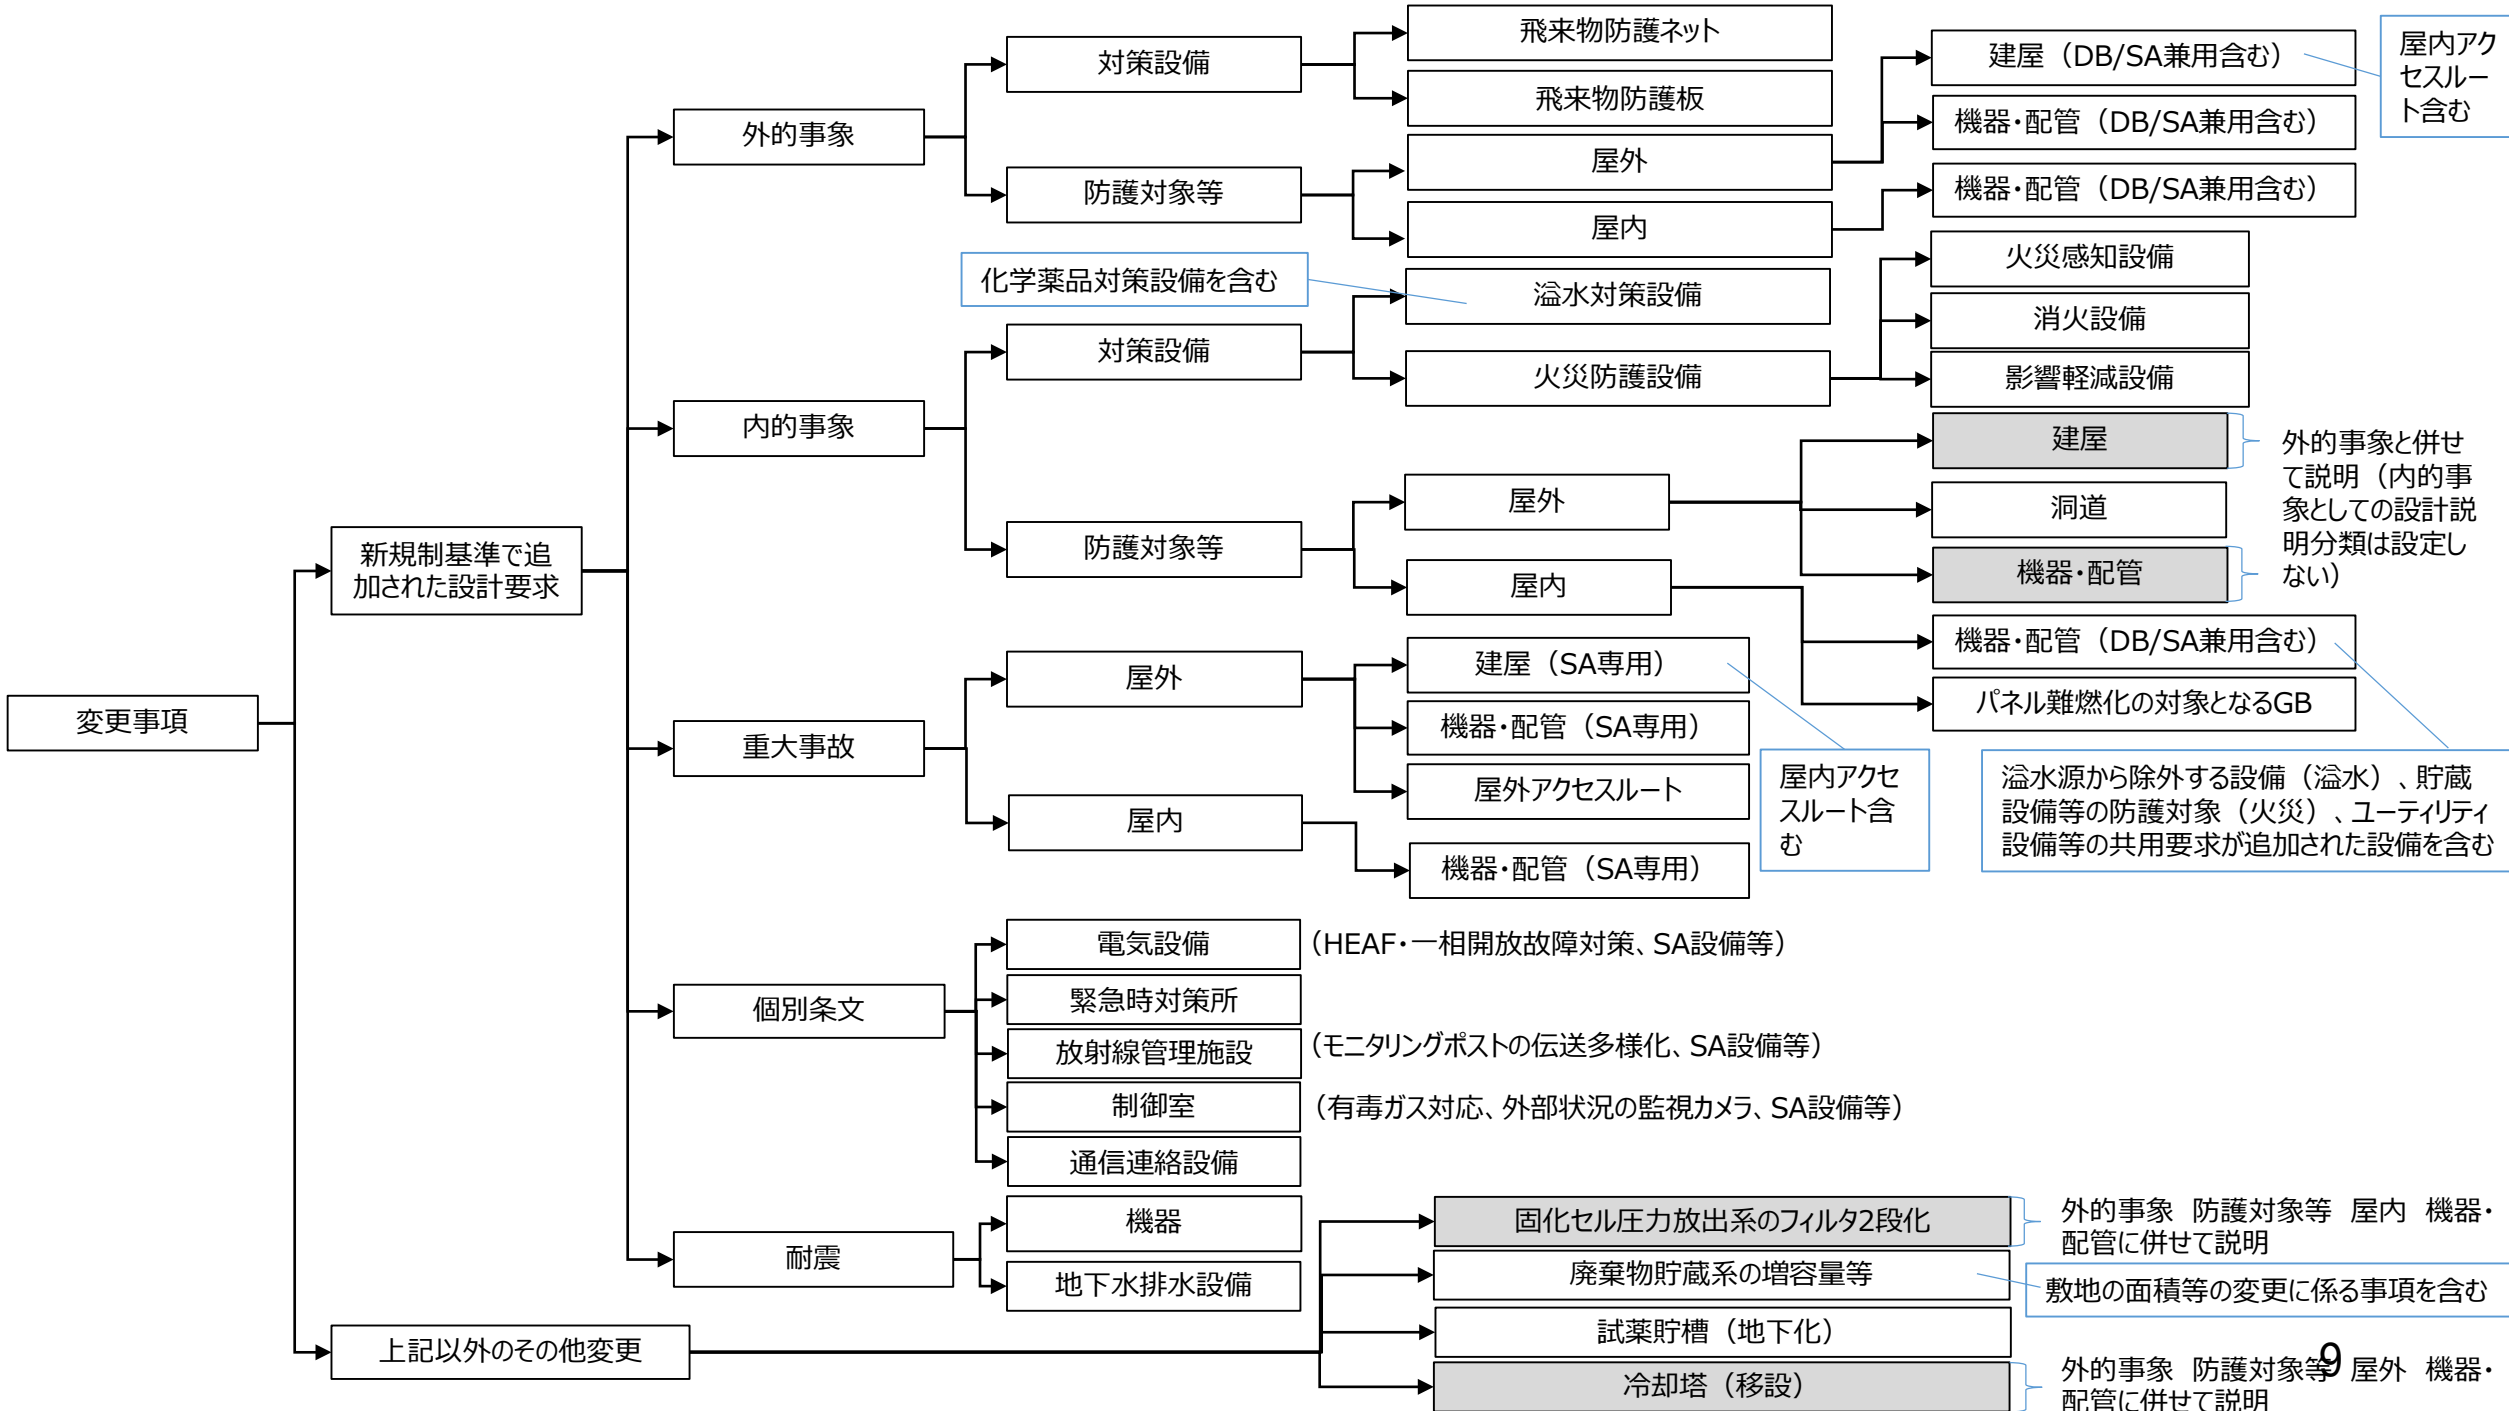 変更事項
新規制基準で追
加された設計要求
上記以外のその他変更
外的事象
内的事象
重大事故
個別条文
耐震
対策設備
防護対象等
飛来物防護ネット
飛来物防護板
屋外
屋内
建屋（DB/SA兼用含む）
機器・配管（DB/SA兼用含む）
機器・配管（DB/SA兼用含む）
屋内アク
セスルー
ト含む
化学薬品対策設備を含む
対策設備
防護対象等
溢水対策設備
火災防護設備
火災感知設備
消火設備
影響軽減設備
屋外
屋内
建屋
洞道
機器・配管
外的事象と併せ
て説明（内的事
象としての設計説
明分類は設定し
ない）
機器・配管（DB/SA兼用含む）
パネル難燃化の対象となるGB
溢水源から除外する設備（溢水）、貯蔵
設備等の防護対象（火災）、ユーティリティ
設備等の共用要求が追加された設備を含む
屋外
屋内
建屋（SA専用）
機器・配管（SA専用）
屋外アクセスルート
機器・配管（SA専用）
屋内アクセ
スルート含
む
電気設備
（HEAF・一相開放故障対策、SA設備等）
緊急時対策所
放射線管理施設
（モニタリングポストの伝送多様化、SA設備等）
制御室
（有毒ガス対応、外部状況の監視カメラ、SA設備等）
通信連絡設備
機器
地下水排水設備
固化セル圧力放出系のフィルタ2段化
外的事象　防護対象等　屋内　機器・
配管に併せて説明
廃棄物貯蔵系の増容量等
敷地の面積等の変更に係る事項を含む
試薬貯槽（地下化）
冷却塔（移設）
外的事象　防護対象等　屋外　機器・
配管に併せて説明
9